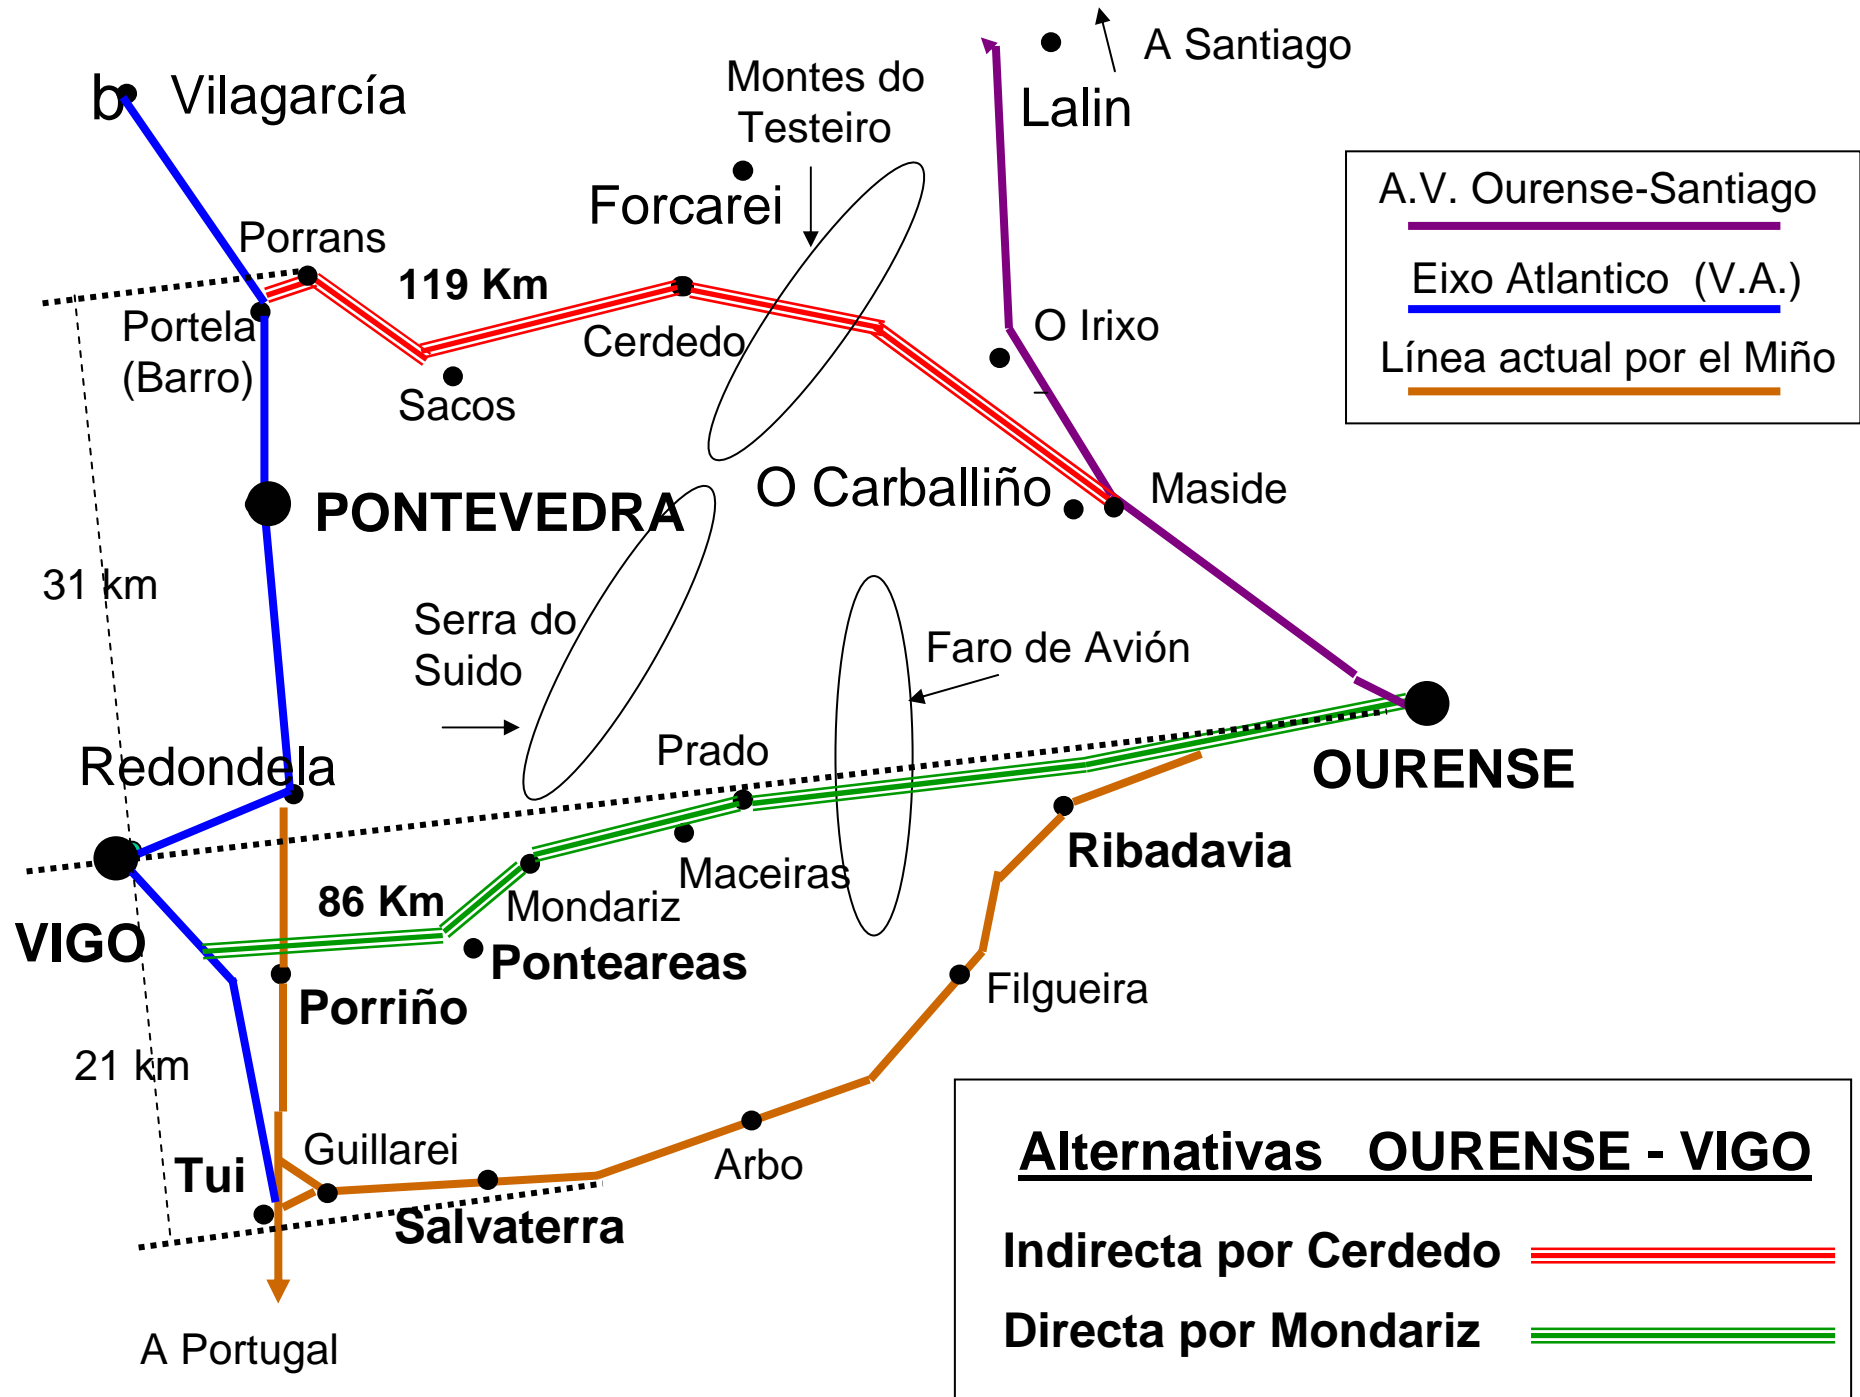 A Santiago
Montes do
Testeiro
b
Vilagarcía
Lalin
Forcarei
A.V. Ourense-Santiago
Porrans
119 Km
Eixo Atlantico (V.A.)
Portela
(Barro)
Cerdedo
O Irixo
Línea actual por el Miño
Sacos
O Carballiño
Maside
PONTEVEDRA
31 km
Serra do
Suido
Faro de Avión
Prado
Redondela
OURENSE
Ribadavia
Maceiras
86 Km
Mondariz
VIGO
Ponteareas
Filgueira
Porriño
21 km
Guillarei
Tui
Arbo
Salvaterra
A Portugal
Alternativas OURENSE - VIGO
Indirecta por Cerdedo
Directa por Mondariz